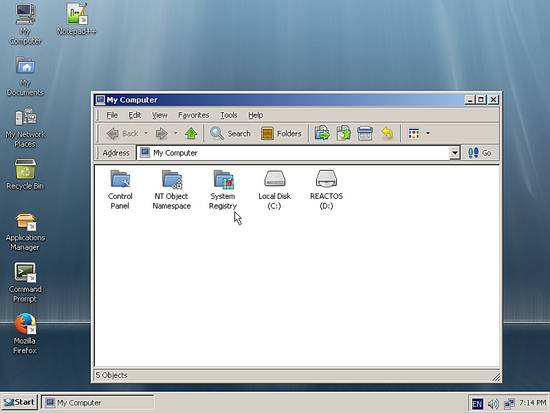 My
Computer
Notepad++
My
Documents
My Network
Places
Recycle Bin
Applications
Manager
Command
Prompt
Mozilla
Firefox
My Computer
File Edit View Favorites Tools Help
Back Search Folders
Address My Computer Go
Control
Panel
NT Object
Namespace
System
Registry
Local Disk
(C:)
REACTOS
(D:)
5 Objects
Start My Computer EN 7:14 PM